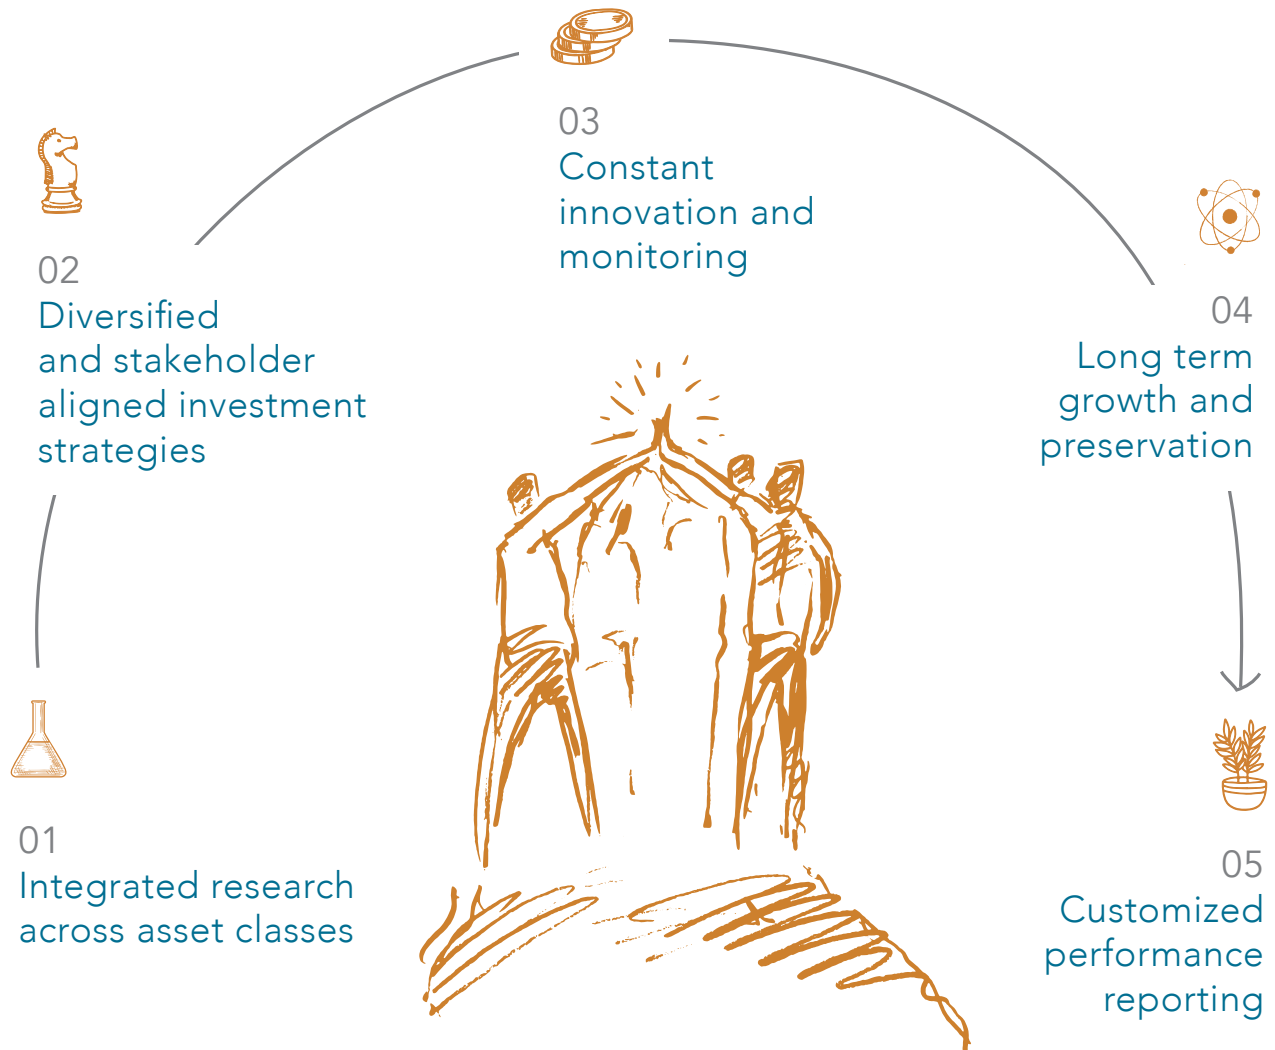 01
Integrated research
across asset classes
02
Diversified
and stakeholder
aligned investment
strategies
03
Constant
innovation and
monitoring
04
Long term
growth and
preservation
05
Customized
performance
reporting